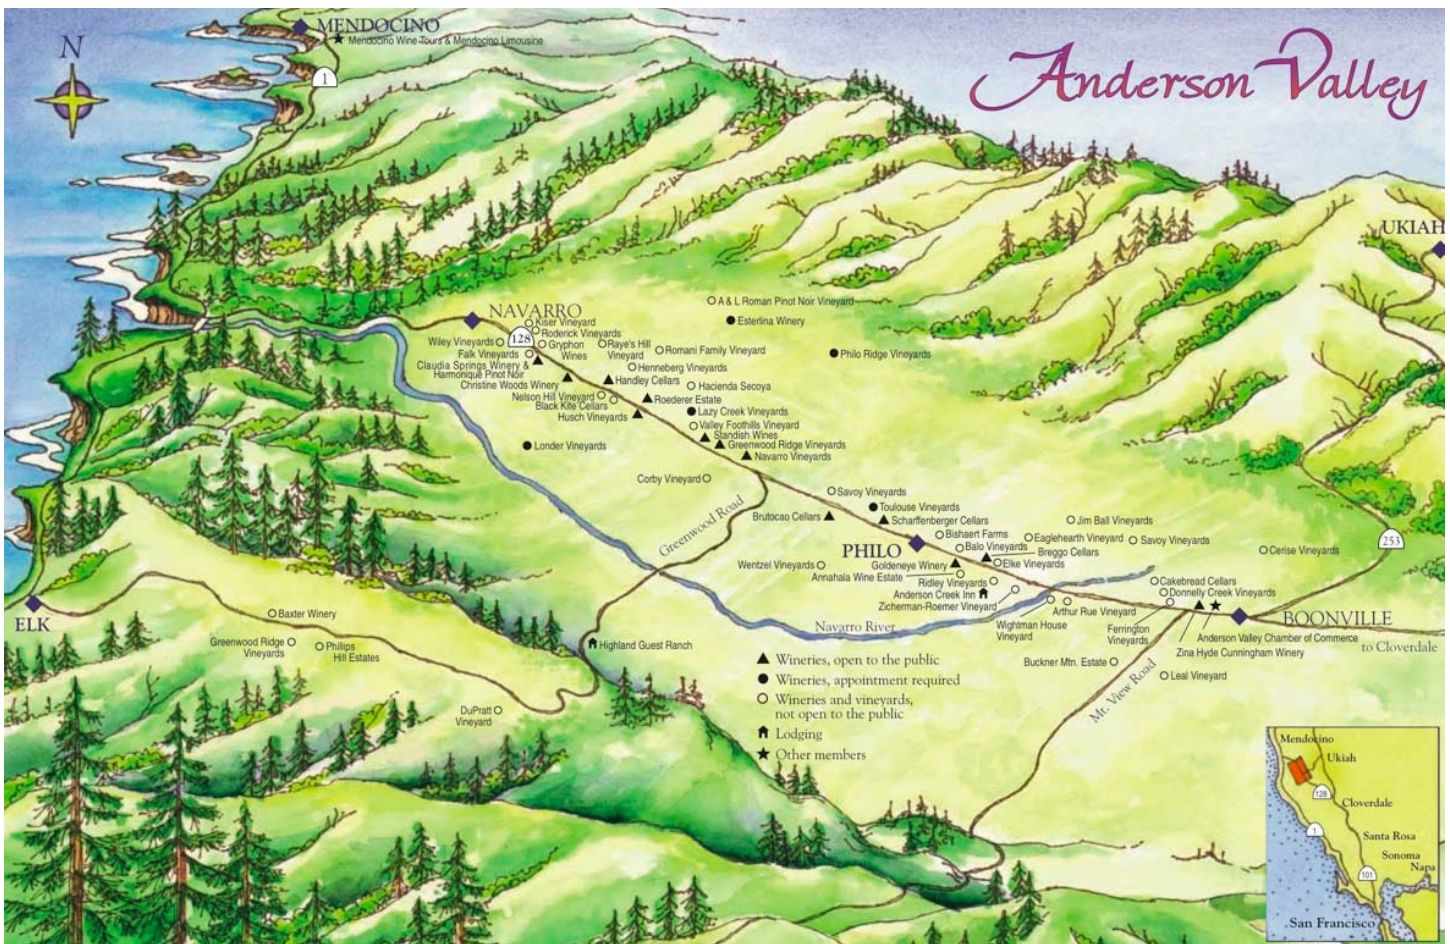 MENDOCINO
Mendocino Wine Tours & Mendocino Limousine
N
1
Anderson Valley
UKIAH
NAVARRO
128
A & L Roman Pinot Noir Vineyard
Esterlina Winery
Kiser Vineyard
Roderick Vineyards
Wiley Vineyards
Gryphon
Wines
Raye's Hill
Vineyard
Romani Family Vineyard
Philo Ridge Vineyards
Falk Vineyards
Claudia Springs Winery &
Harmonique Pinot Noir
Henneberg Vineyards
Christine Woods Winery
Handley Cellars
Hacienda Secoya
Nelson Hill Vineyard
Roederer Estate
Black Kite Cellars
Husch Vineyards
Lazy Creek Vineyards
Valley Foothills Vineyard
Standish Wines
Greenwood Ridge Vineyards
Londer Vineyards
Navarro Vineyards
Corby Vineyard
Savoy Vineyards
Greenwood Road
Toulouse Vineyards
Brutocao Cellars
Scharffenberger Cellars
Jim Ball Vineyards
Bishaert Farms
Eaglehearth Vineyard
Savoy Vineyards
253
PHILO
Balo Vineyards
Breggo Cellars
Cerise Vineyards
Wentzel Vineyards
Goldeneye Winery
Elke Vineyards
Annahala Wine Estate
Ridley Vineyards
Cakebread Cellars
Anderson Creek Inn
Donnelly Creek Vineyards
Zicherman-Roemer Vineyard
Arthur Rue Vineyard
ELK
Baxter Winery
Navarro River
Wightman House
Vineyard
Ferrington
Vineyards
BOONVILLE
Anderson Valley Chamber of Commerce
to Cloverdale
Zina Hyde Cunningham Winery
Greenwood Ridge
Vineyards
Phillips
Hill Estates
Highland Guest Ranch
Buckner Mtn. Estate
Leal Vineyard
Mt. View Road
DuPratt
Vineyard
Wineries, open to the public
Wineries, appointment required
Wineries and vineyards,
not open to the public
Lodging
Other members
Mendocino
Ukiah
128
Cloverdale
1
Santa Rosa
Sonoma
Napa
101
San Francisco